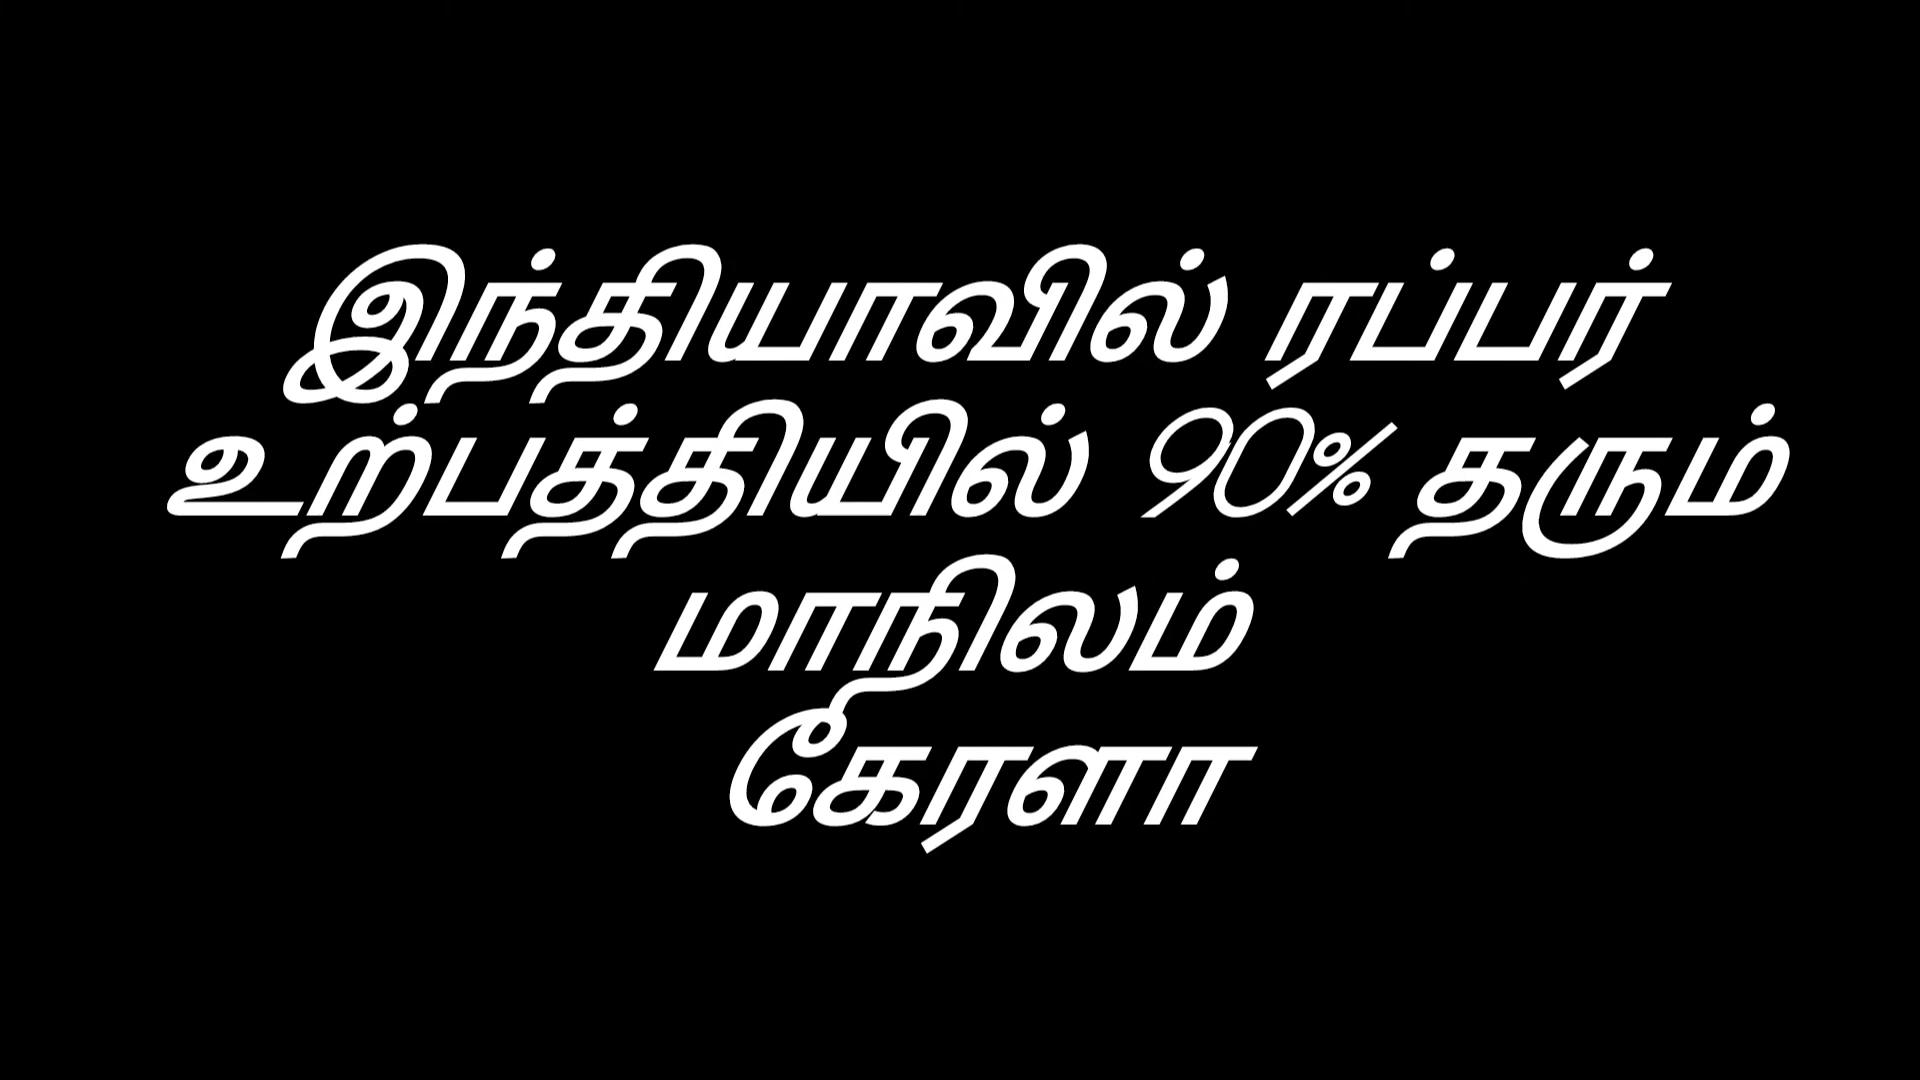 இந்தியாவில் ரப்பர்
உற்பத்தியில் 90% தரும்
மாநிலம்
கேரளா